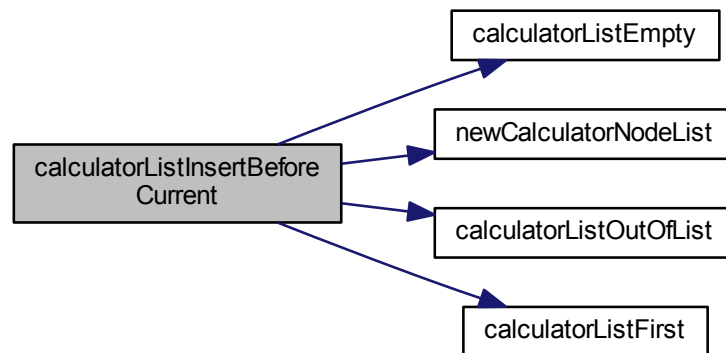 calculatorListInsertBefore
Current
calculatorListEmpty
newCalculatorNodeList
calculatorListOutOfList
calculatorListFirst